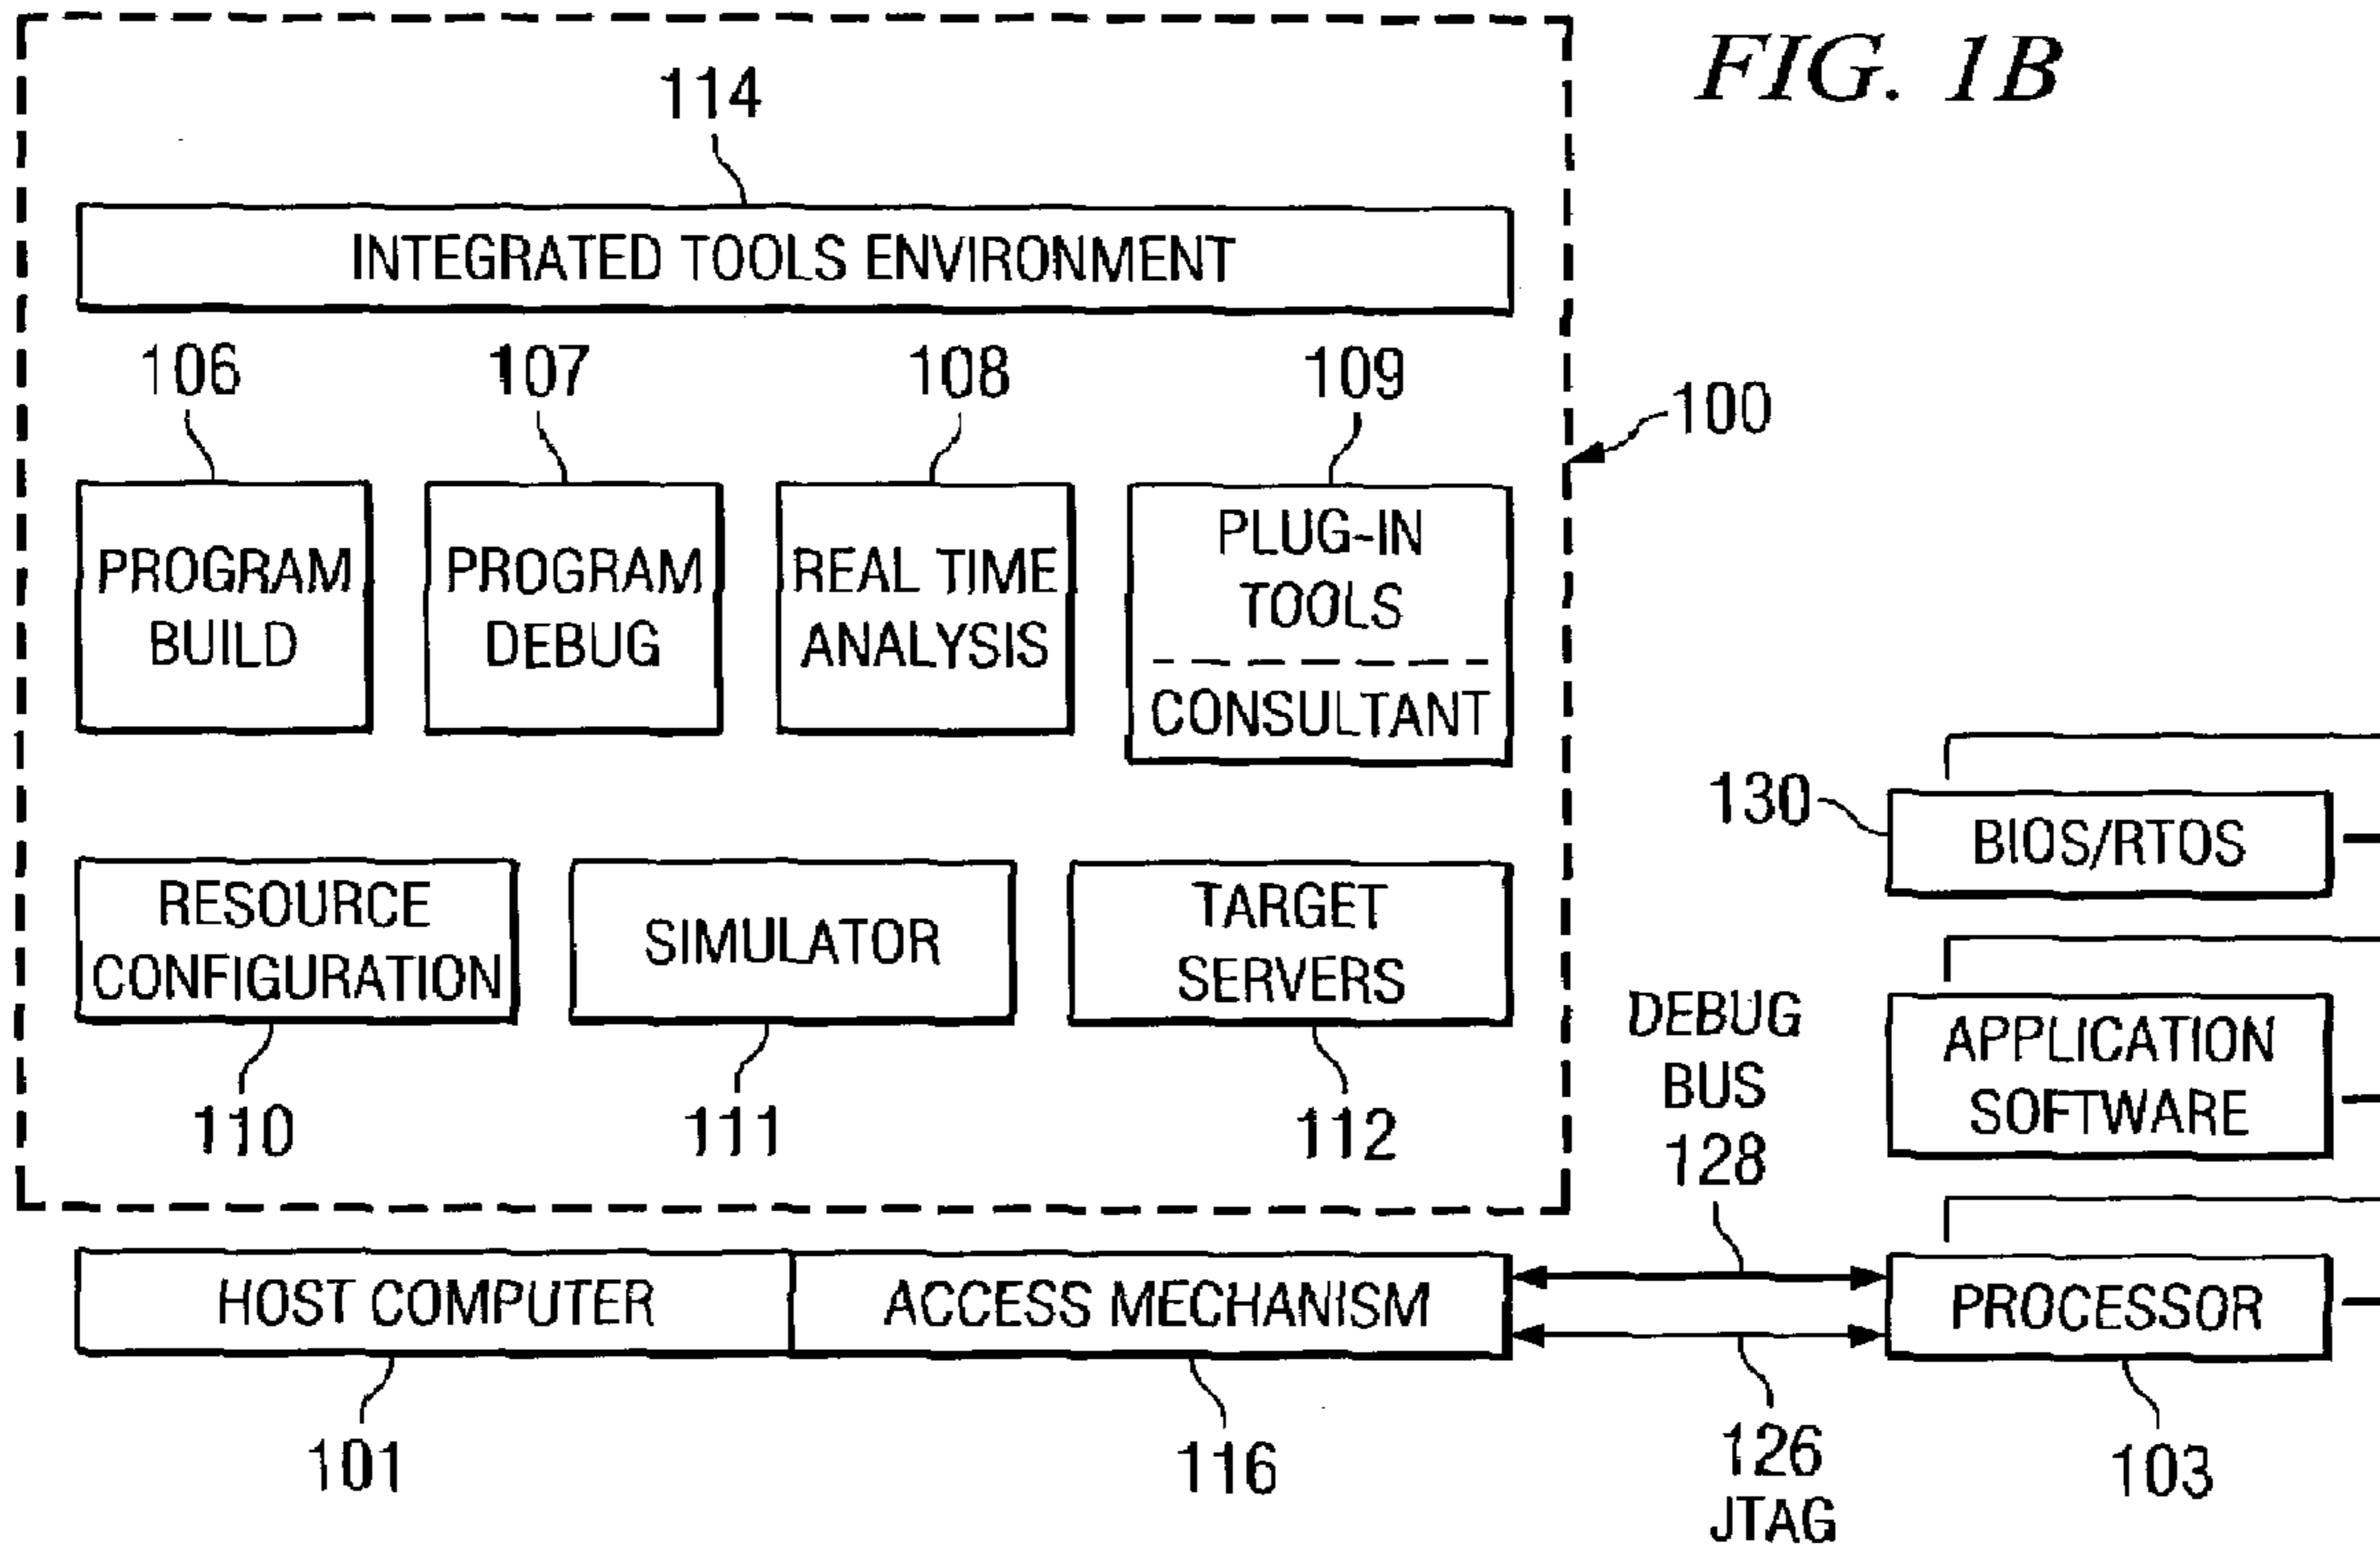 FIG. 1B
114
INTEGRATED TOOLS ENVIRONMENT
106
107
108
109
100
PROGRAM
BUILD
PROGRAM
DEBUG
REAL TIME
ANALYSIS
PLUG-IN
TOOLS
CONSULTANT
130
BIOS/RTOS
RESOURCE
CONFIGURATION
SIMULATOR
TARGET
SERVERS
110
111
112
DEBUG
BUS
128
APPLICATION
SOFTWARE
HOST COMPUTER
ACCESS MECHANISM
PROCESSOR
101
116
126
JTAG
103